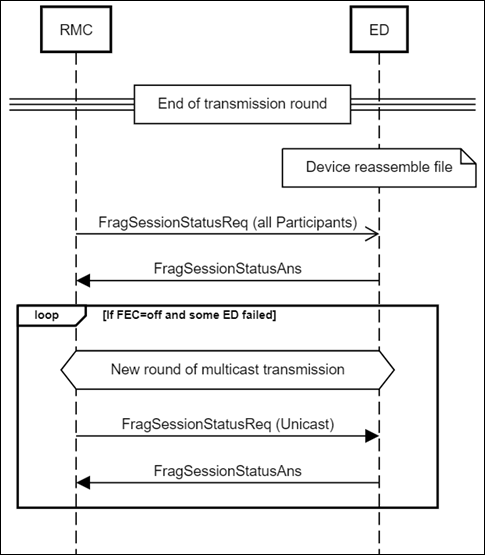 RMC
ED
End of transmission round
Device reassemble file
FragSessionStatusReq (all Participants)
FragSessionStatusAns
loop
[If FEC=off and some ED failed]
New round of multicast transmission
FragSessionStatusReq (Unicast)
FragSessionStatusAns